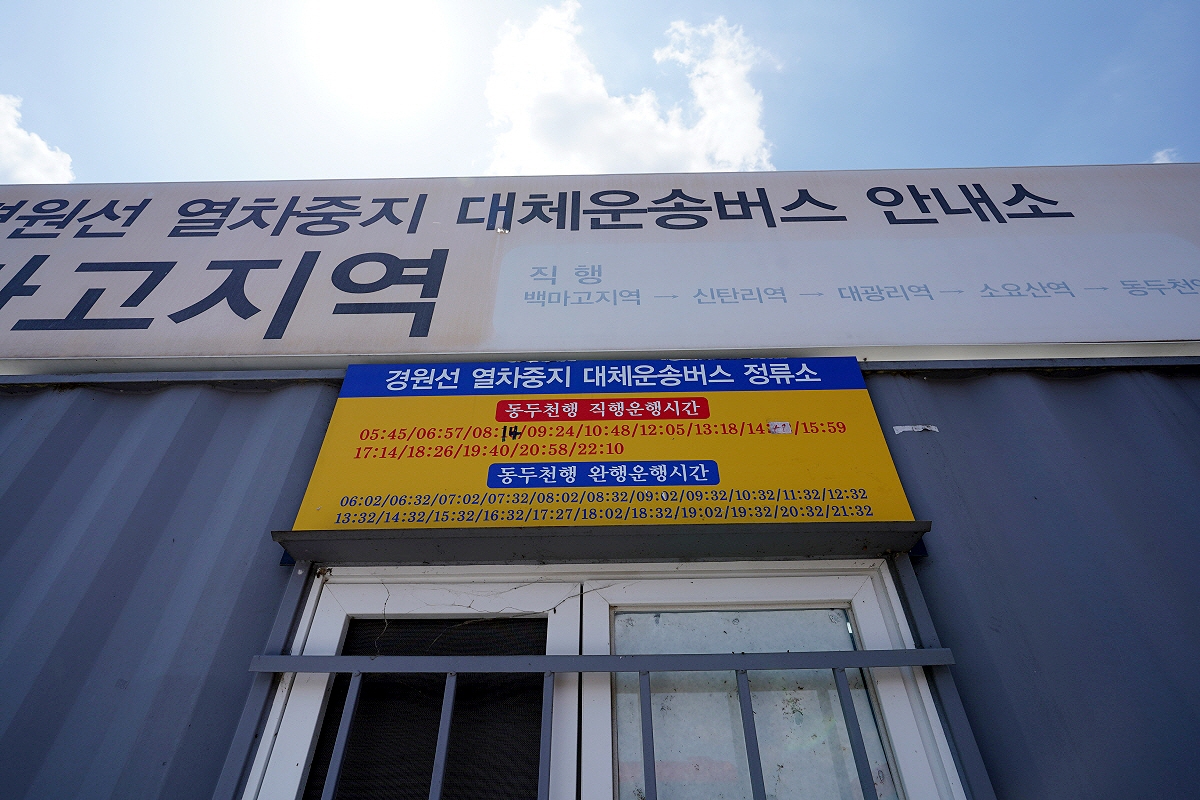 경원선 열차중지 대체운송버스 안내소
마고지역
직행
백마고지역 → 신탄리역 → 대광리역 → 소요산역 → 동두천역
경원선 열차중지 대체운송버스 정류소
동두천행 직행운행시간
05:45/06:57/08:14/09:24/10:48/12:05/13:18/14:/15:59
17:14/18:26/19:40/20:58/22:10
동두천행 완행운행시간
06:02/06:32/07:02/07:32/08:02/08:32/09:02/09:32/10:32/11:32/12:32
13:32/14:32/15:32/16:32/17:27/18:02/18:32/19:02/19:32/20:32/21:32